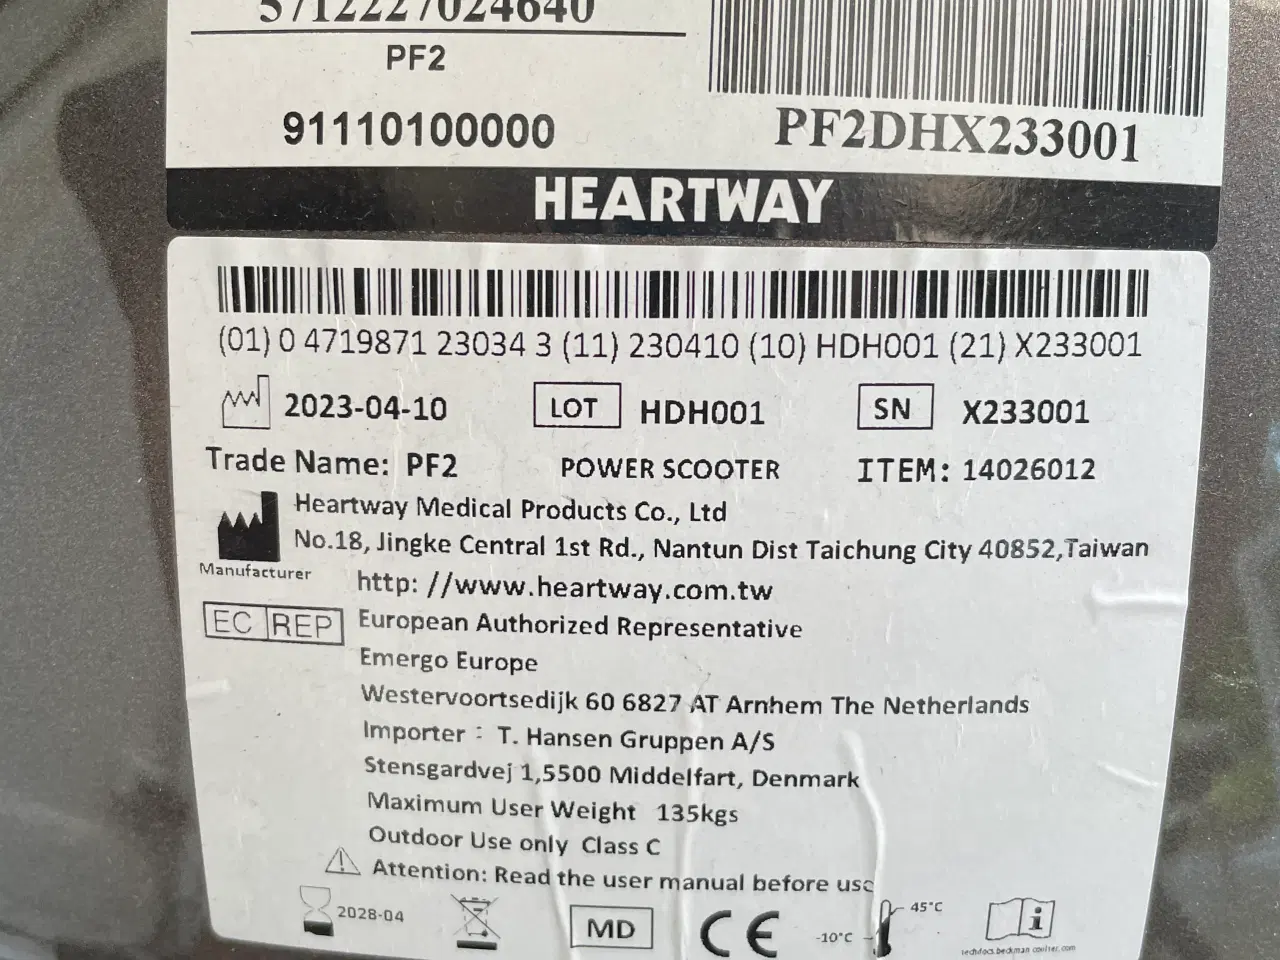 5712227024640
PF2
91110100000
PF2DHX233001
HEARTWAY
(01) 0 4719871 23034 3 (11) 230410 (10) HDH001 (21) X233001
2023-04-10 LOT HDH001 SN X233001
Trade Name: PF2 POWER SCOOTER ITEM: 14026012
Heartway Medical Products Co., Ltd
No.18, Jingke Central 1st Rd., Nantun Dist Taichung City 40852,Taiwan
Manufacturer
http: //www.heartway.com.tw
EC REP European Authorized Representative
Emergo Europe
Westervoortsedijk 60 6827 AT Arnhem The Netherlands
Importer : T. Hansen Gruppen A/S
Stensgardvej 1,5500 Middelfart, Denmark
Maximum User Weight 135kgs
Outdoor Use only Class C
Attention: Read the user manual before use
2028-04 MD CE -10°C 45°C i
techdocs.beckman coulter.com